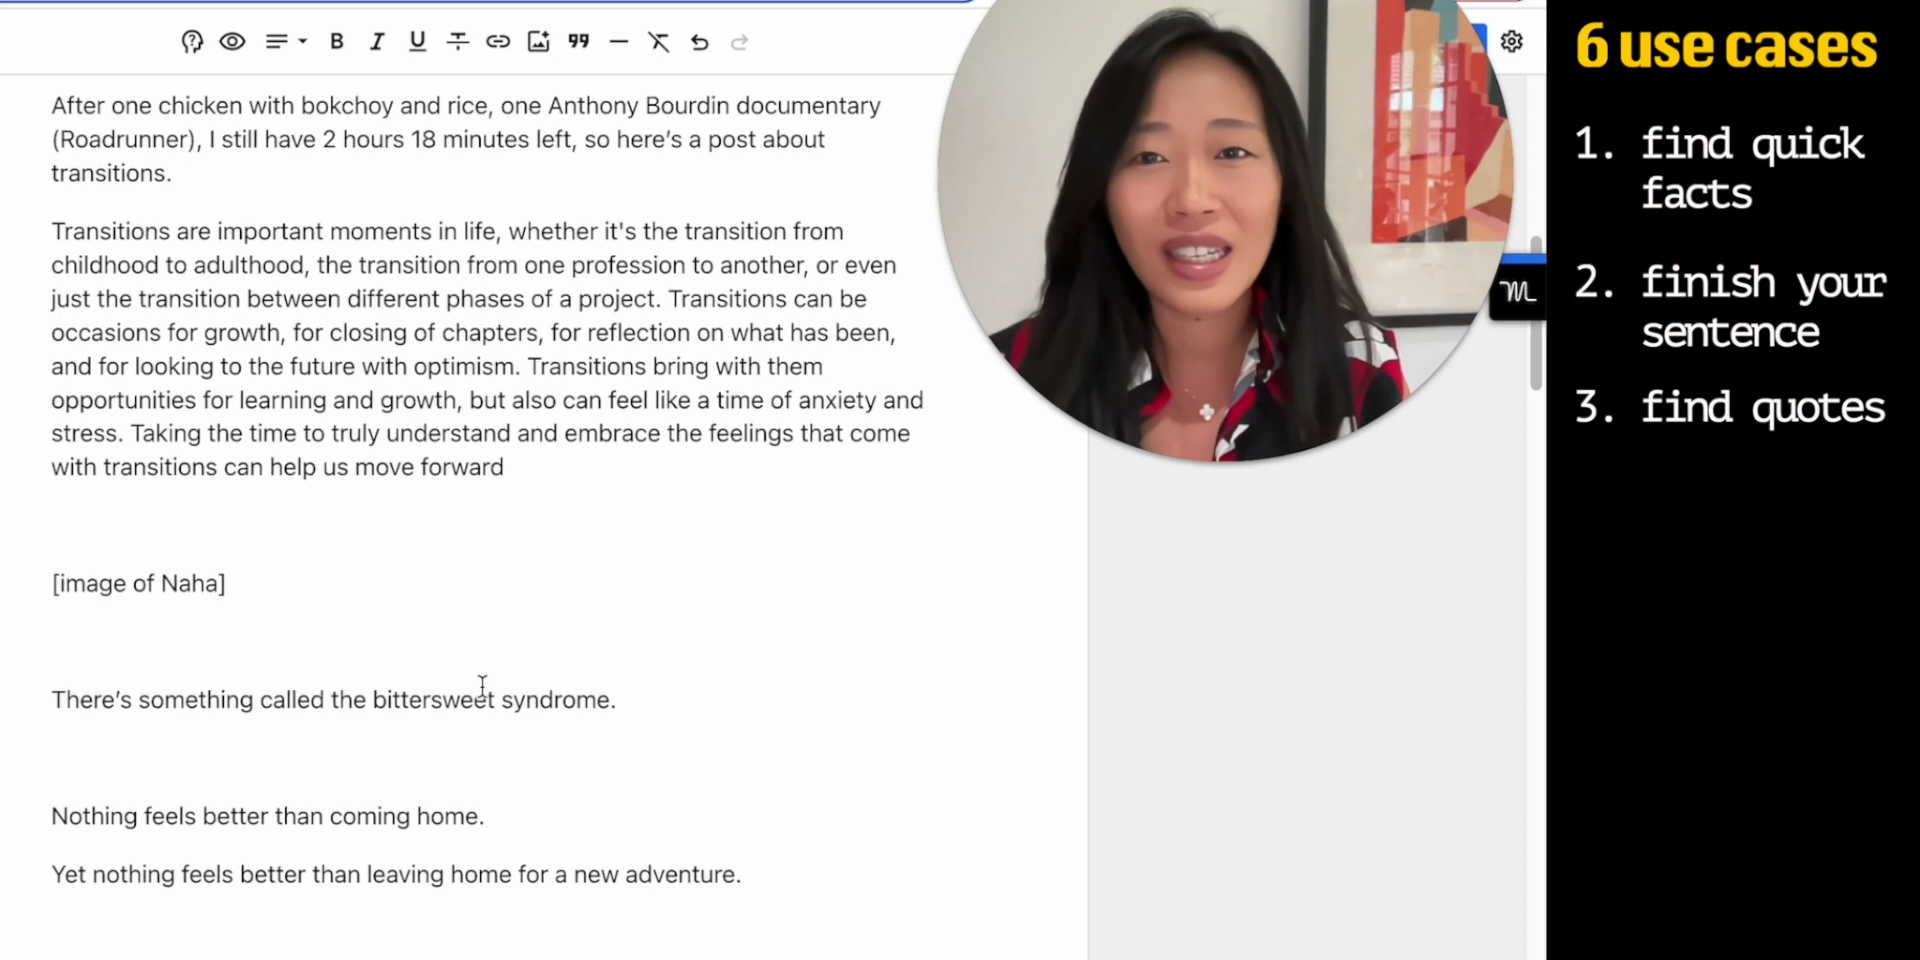 After one chicken with bokchoy and rice, one Anthony Bourdin documentary
(Roadrunner), I still have 2 hours 18 minutes left, so here's a post about
transitions.
Transitions are important moments in life, whether it's the transition from
childhood to adulthood, the transition from one profession to another, or even
just the transition between different phases of a project. Transitions can be
occasions for growth, for closing of chapters, for reflection on what has been,
and for looking to the future with optimism. Transitions bring with them
opportunities for learning and growth, but also can feel like a time of anxiety and
stress. Taking the time to truly understand and embrace the feelings that come
with transitions can help us move forward
[image of Naha]
There's something called the bittersweet syndrome.
Nothing feels better than coming home.
Yet nothing feels better than leaving home for a new adventure.
6 use cases
1. find quick
facts
2. finish your
sentence
3. find quotes